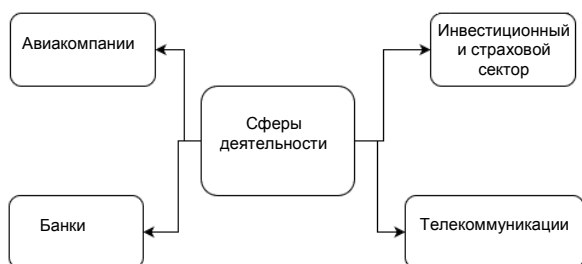 Авиакомпании
Инвестиционный
и страховой
сектор
Сферы
деятельности
Банки
Телекоммуникации